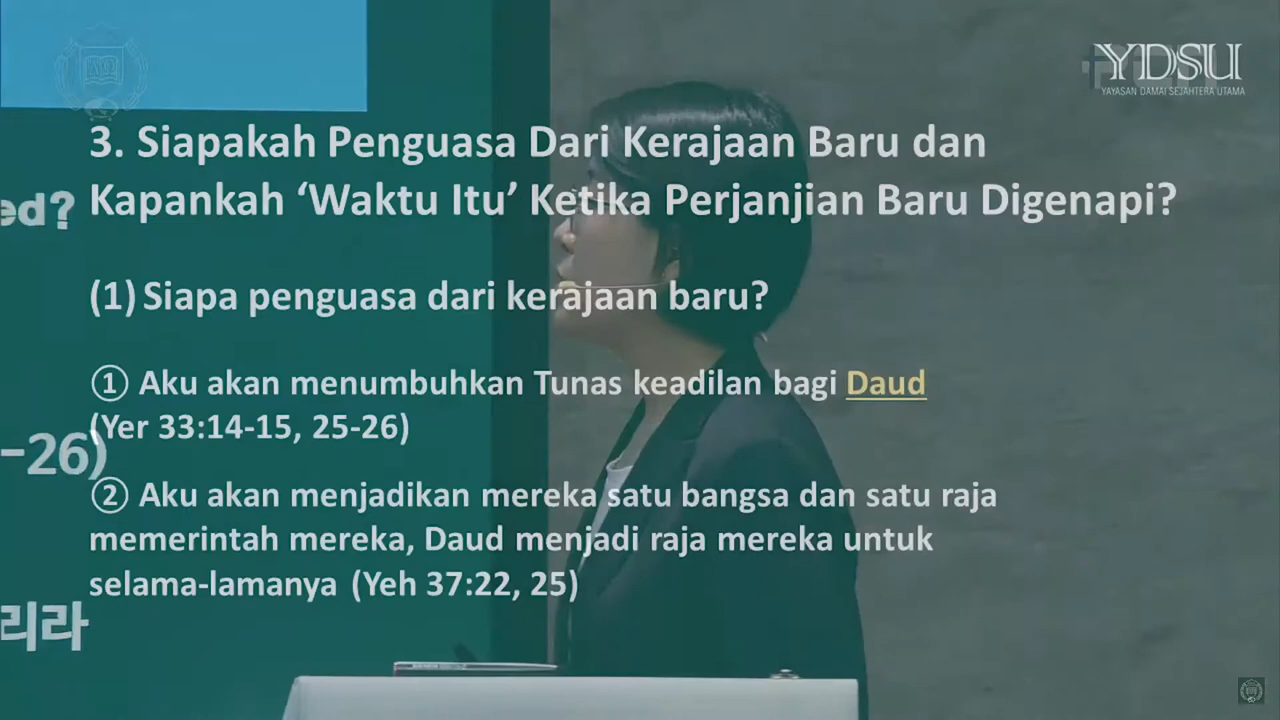 YDSU
YAYASAN DAMAI SEJAHTERA UTAMA
3. Siapakah Penguasa Dari Kerajaan Baru dan
Kapankah ‘Waktu Itu’ Ketika Perjanjian Baru Digenapi?
ed?
(1) Siapa penguasa dari kerajaan baru?
① Aku akan menumbuhkan Tunas keadilan bagi Daud
(Yer 33:14-15, 25-26)
-26)
② Aku akan menjadikan mereka satu bangsa dan satu raja
memerintah mereka, Daud menjadi raja mereka untuk
selama-lamanya (Yeh 37:22, 25)
리라